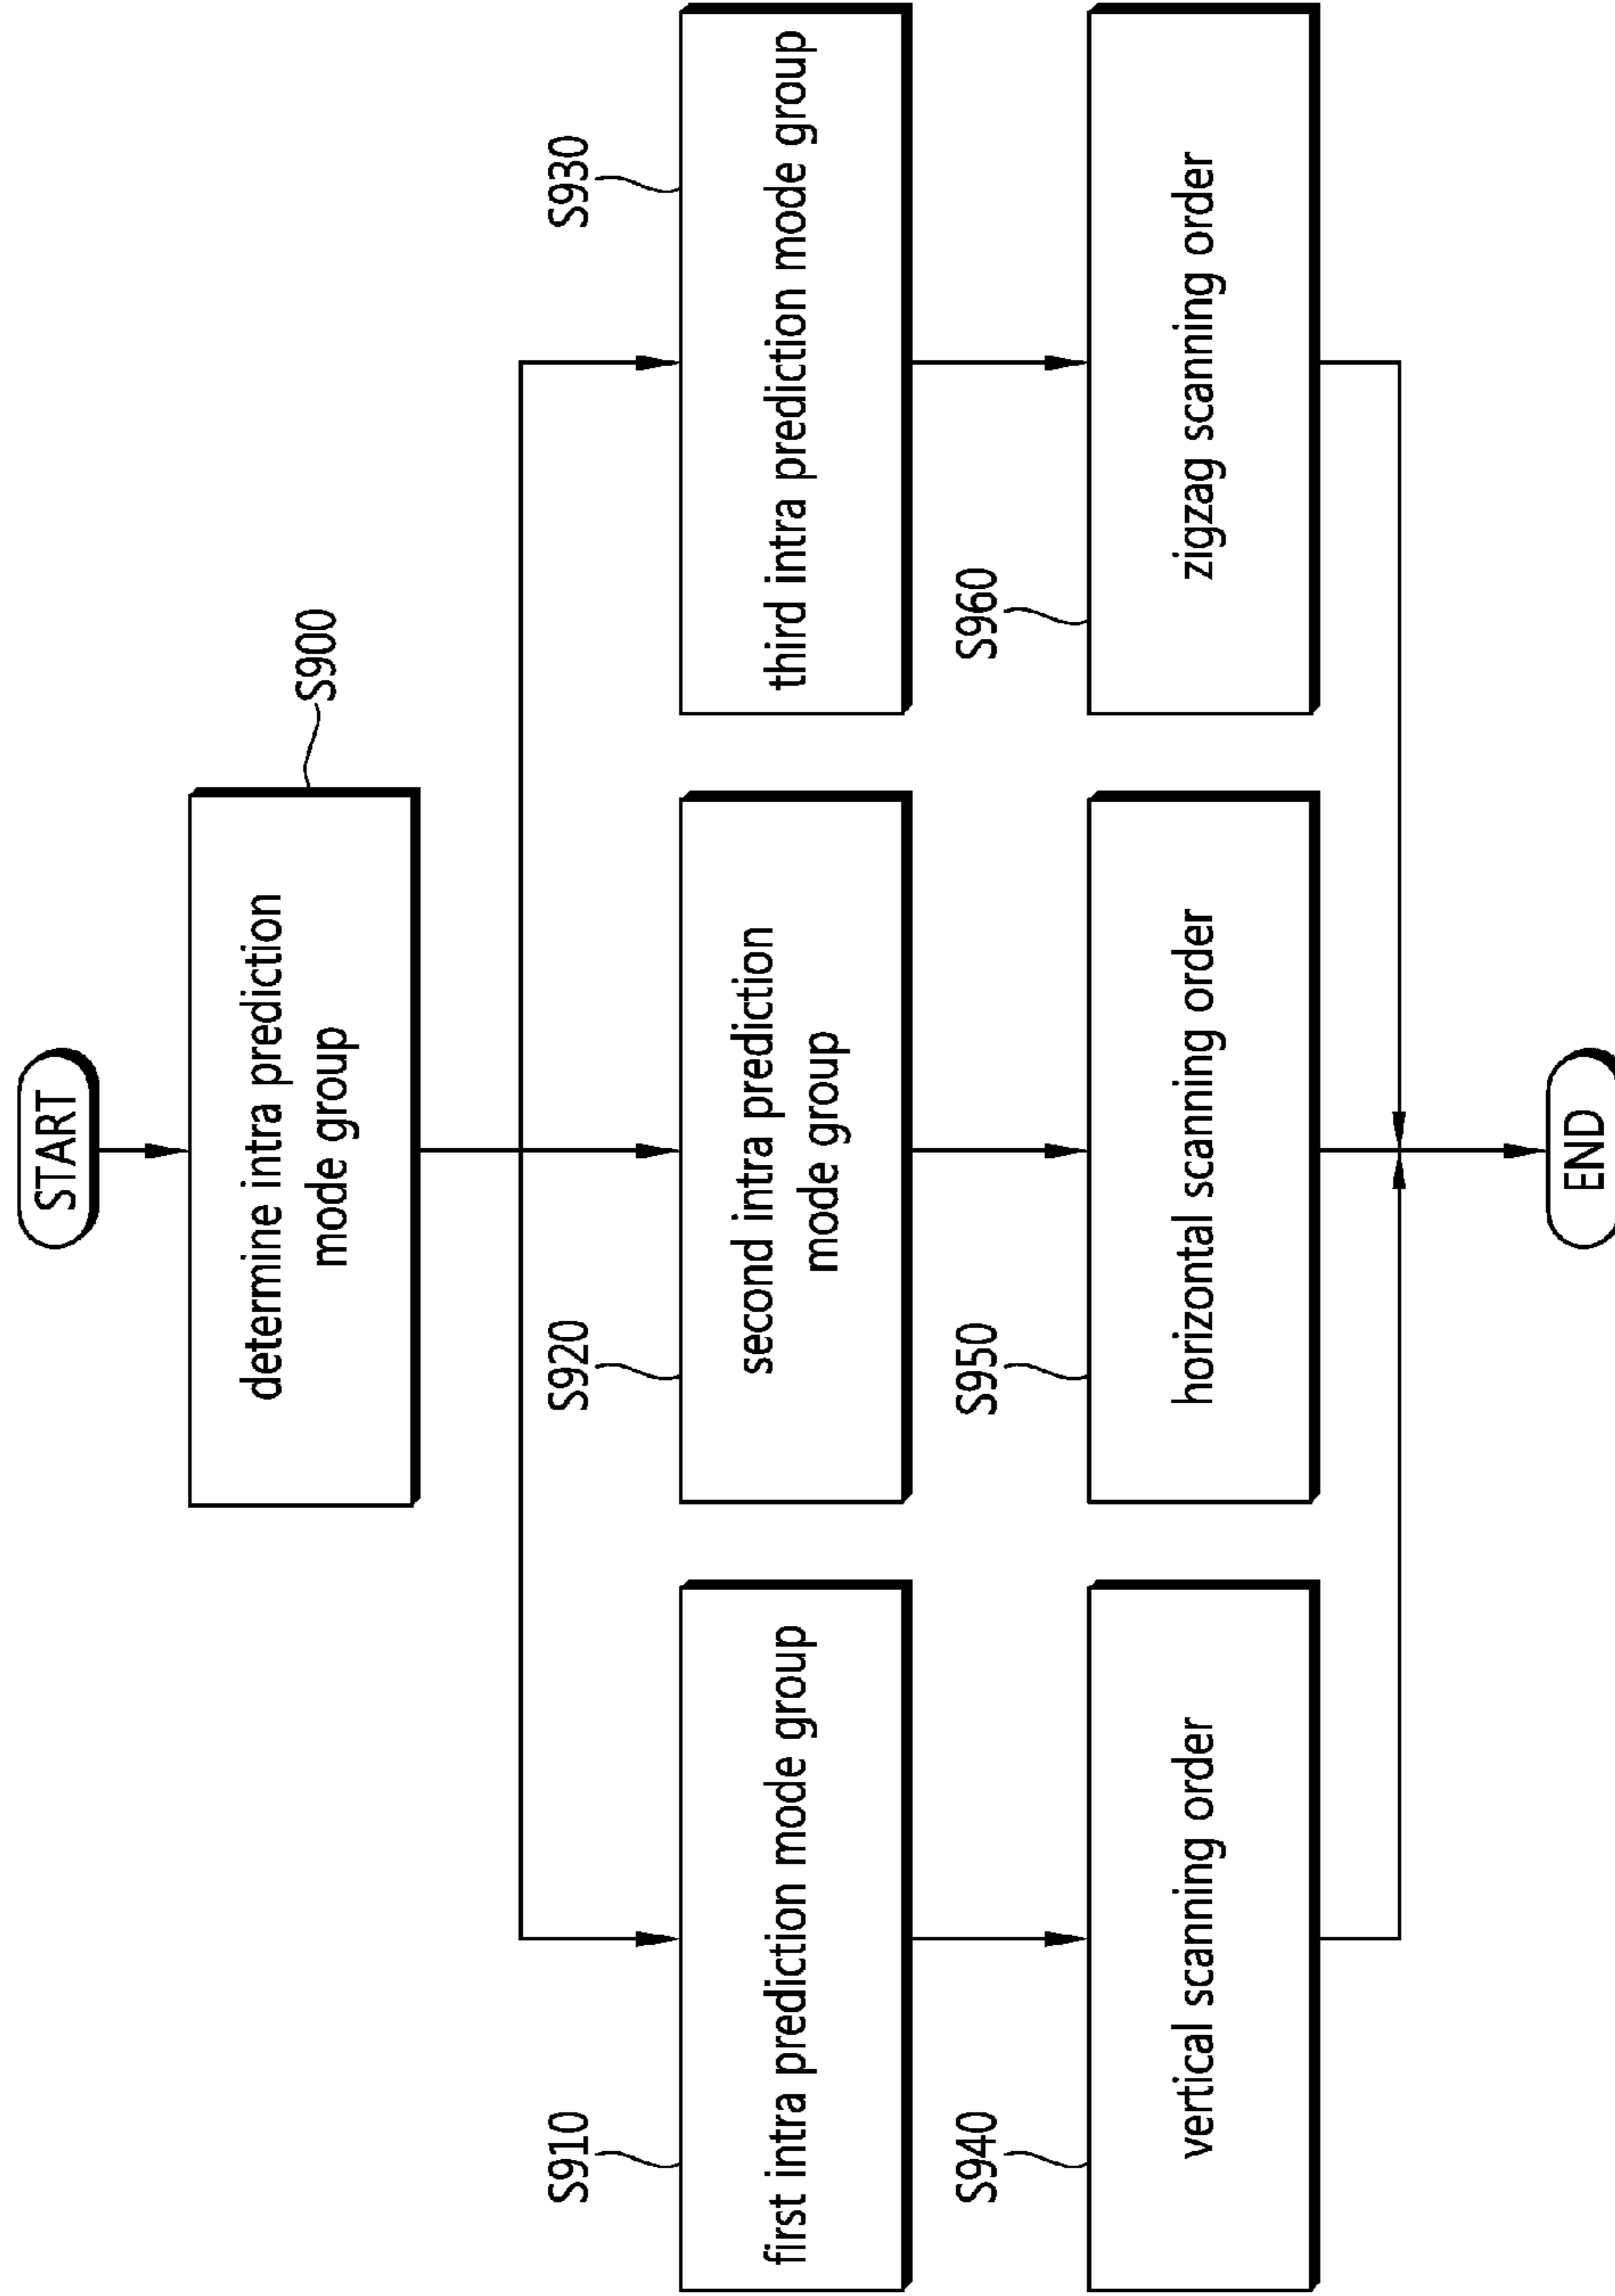 START
determine intra prediction
mode group
S900
S910
first intra prediction mode group
S920
second intra prediction
mode group
S930
third intra prediction mode group
S940
vertical scanning order
S950
horizontal scanning order
S960
zigzag scanning order
END